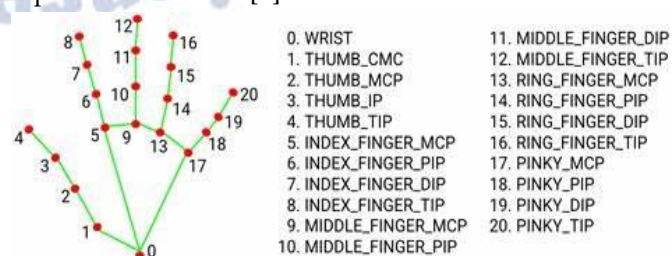 12
8
16
11
7
15
20
6
10
14
19
4
5
9
13
18
3
17
2
1
0
0. WRIST
1. THUMB_CMC
2. THUMB_MCP
3. THUMB_IP
4. THUMB_TIP
5. INDEX_FINGER_MCP
6. INDEX_FINGER_PIP
7. INDEX_FINGER_DIP
8. INDEX_FINGER_TIP
9. MIDDLE_FINGER_MCP
10. MIDDLE_FINGER_PIP
11. MIDDLE_FINGER_DIP
12. MIDDLE_FINGER_TIP
13. RING_FINGER_MCP
14. RING_FINGER_PIP
15. RING_FINGER_DIP
16. RING_FINGER_TIP
17. PINKY_MCP
18. PINKY_PIP
19. PINKY_DIP
20. PINKY_TIP